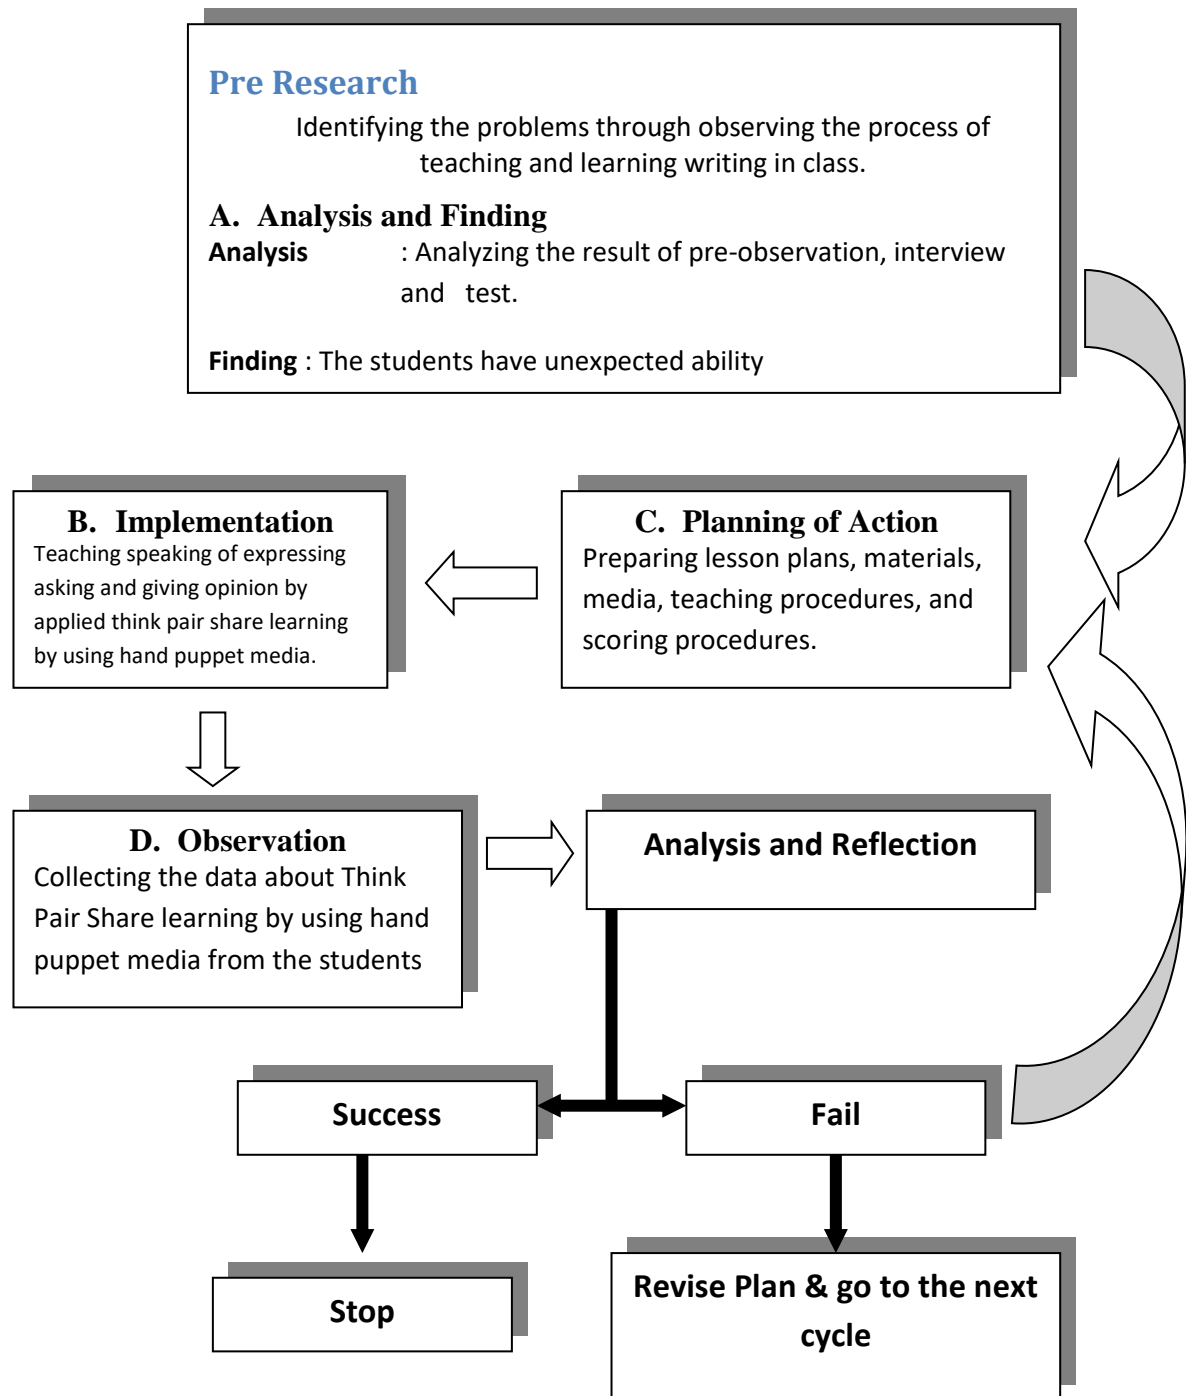 Pre Research
Identifying the problems through observing the process of
teaching and learning writing in class.
A. Analysis and Finding
Analysis : Analyzing the result of pre-observation, interview
and test.
Finding : The students have unexpected ability
B. Implementation
Teaching speaking of expressing
asking and giving opinion by
applied think pair share learning
by using hand puppet media.
C. Planning of Action
Preparing lesson plans, materials,
media, teaching procedures, and
scoring procedures.
D. Observation
Collecting the data about Think
Pair Share learning by using hand
puppet media from the students
Analysis and Reflection
Success
Fail
Stop
Revise Plan & go to the next
cycle